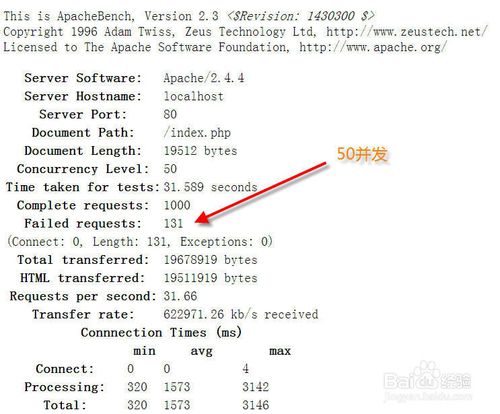 This is ApacheBench, Version 2.3 <$Revision: 1430300 $>
Copyright 1996 Adam Twiss, Zeus Technology Ltd, http://www.zeustech.net/
Licensed to The Apache Software Foundation, http://www.apache.org/
Server Software: Apache/2.4.4
Server Hostname: localhost
Server Port: 80
Document Path: /index.php
Document Length: 19512 bytes
Concurrency Level: 50
50并发
Time taken for tests: 31.589 seconds
Complete requests: 1000
Failed requests: 131
(Connect: 0, Length: 131, Exceptions: 0)
Total transferred: 19678919 bytes
HTML transferred: 19511919 bytes
Requests per second: 31.66
Transfer rate: 622971.26 kb/s received
Connnection Times (ms)
min avg max
Connect: 0 0 4
Processing: 320 1573 3142
Total: 320 1573 3146
Baidu经验
jingyan.baidu.com